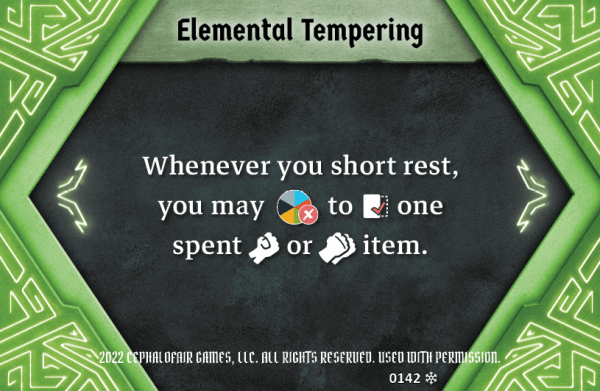 Elemental Tempering
Whenever you short rest,
you may to one
spent or item.
2022 CEPHALOFAIR GAMES, LLC. ALL RIGHTS RESERVED. USED WITH PERMISSION.
0142